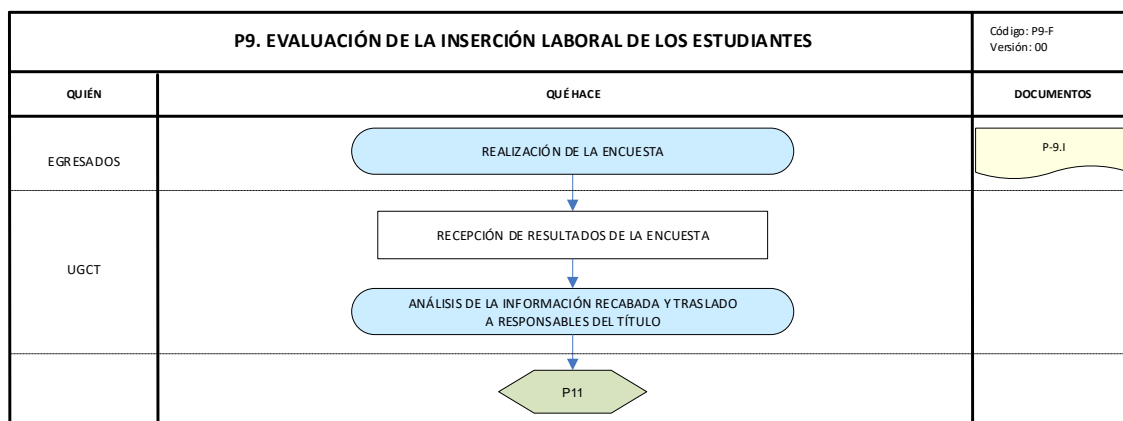 P9. EVALUACIÓN DE LA INSERCIÓN LABORAL DE LOS ESTUDIANTES
Código: P9-F
Versión: 00
QUIÉN
QUÉ HACE
DOCUMENTOS
EGRESADOS
REALIZACIÓN DE LA ENCUESTA
P-9.I
UGCT
RECEPCIÓN DE RESULTADOS DE LA ENCUESTA
ANÁLISIS DE LA INFORMACIÓN RECABADA Y TRASLADO
A RESPONSABLES DEL TÍTULO
P11